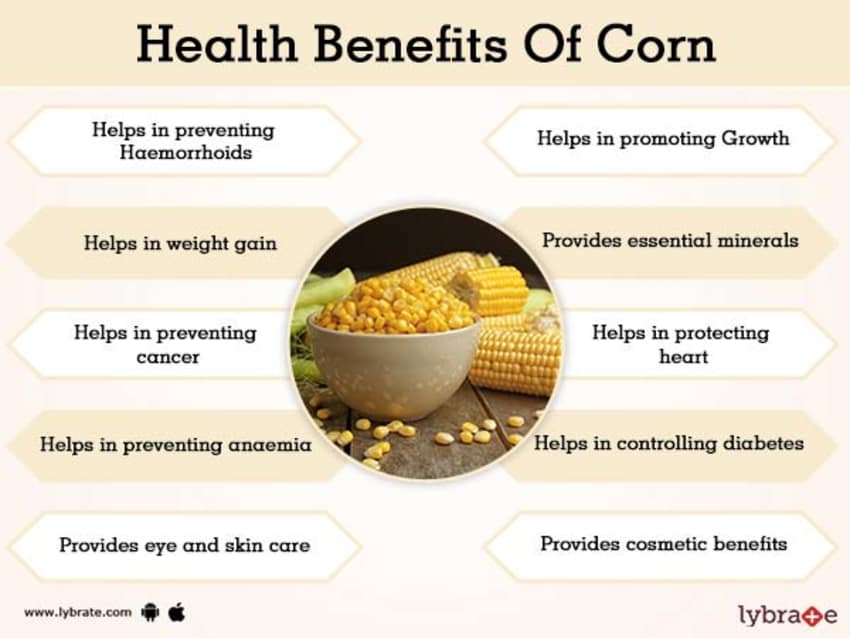 Health Benefits Of Corn
Helps in preventing
Haemorrhoids
Helps in promoting Growth
Helps in weight gain
Provides essential minerals
Helps in preventing
cancer
Helps in protecting
heart
Helps in preventing anaemia
Helps in controlling diabetes
Provides eye and skin care
Provides cosmetic benefits
www.lybrate.com
lybrate